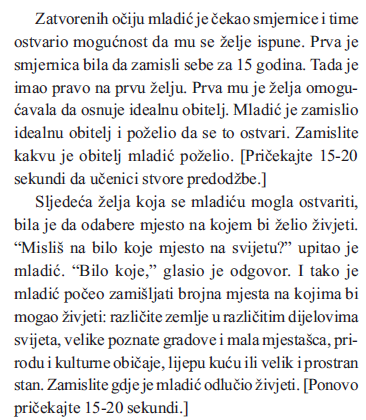 Zatvorenih očiju mladić je čekao smjernice i time
ostvario mogućnost da mu se želje ispune. Prva je
smjernica bila da zamisli sebe za 15 godina. Tada je
imao pravo na prvu želju. Prva mu je želja omogu-
ćavala da osnuje idealnu obitelj. Mladić je zamislio
idealnu obitelj i poželio da se to ostvari. Zamislite
kakvu je obitelj mladić poželio. [Pričekajte 15-20
sekundi da učenici stvore predodžbe.]
Sljedeća želja koja se mladiću mogla ostvariti,
bila je da odabere mjesto na kojem bi želio živjeti.
“Misliš na bilo koje mjesto na svijetu?” upitao je
mladić. “Bilo koje,” glasio je odgovor. I tako je
mladić počeo zamišljati brojna mjesta na kojima bi
mogao živjeti: različite zemlje u različitim dijelovima
svijeta, velike poznate gradove i mala mjestašca, pri-
rodu i kulturne običaje, lijepu kuću ili velik i prostran
stan. Zamislite gdje je mladić odlučio živjeti. [Ponovo
pričekajte 15-20 sekundi.]